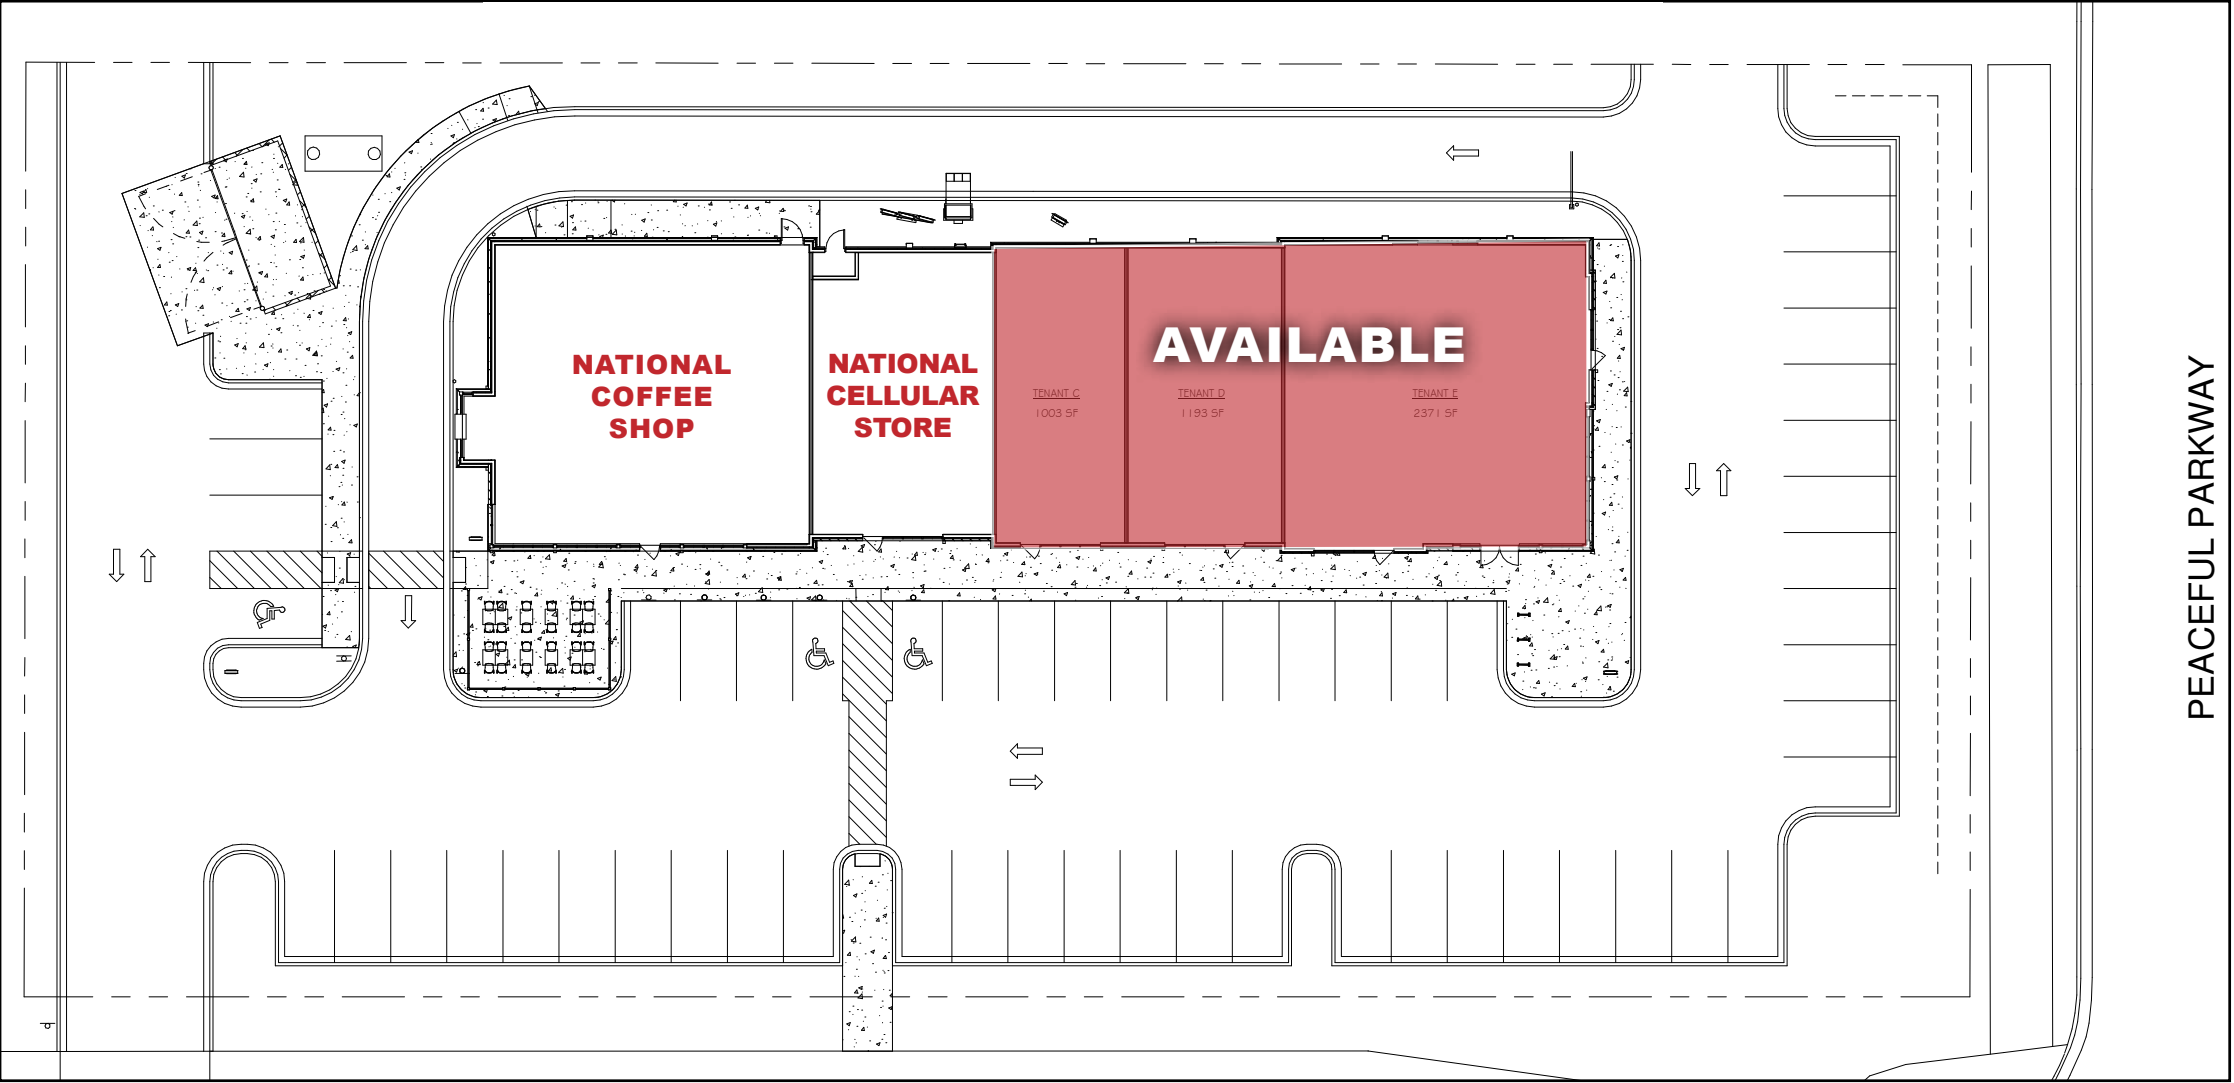 NATIONAL
COFFEE
SHOP
NATIONAL
CELLULAR
STORE
AVAILABLE
TENANT C
1003 SF
TENANT D
1193 SF
TENANT E
2371 SF
PEACEFUL PARKWAY